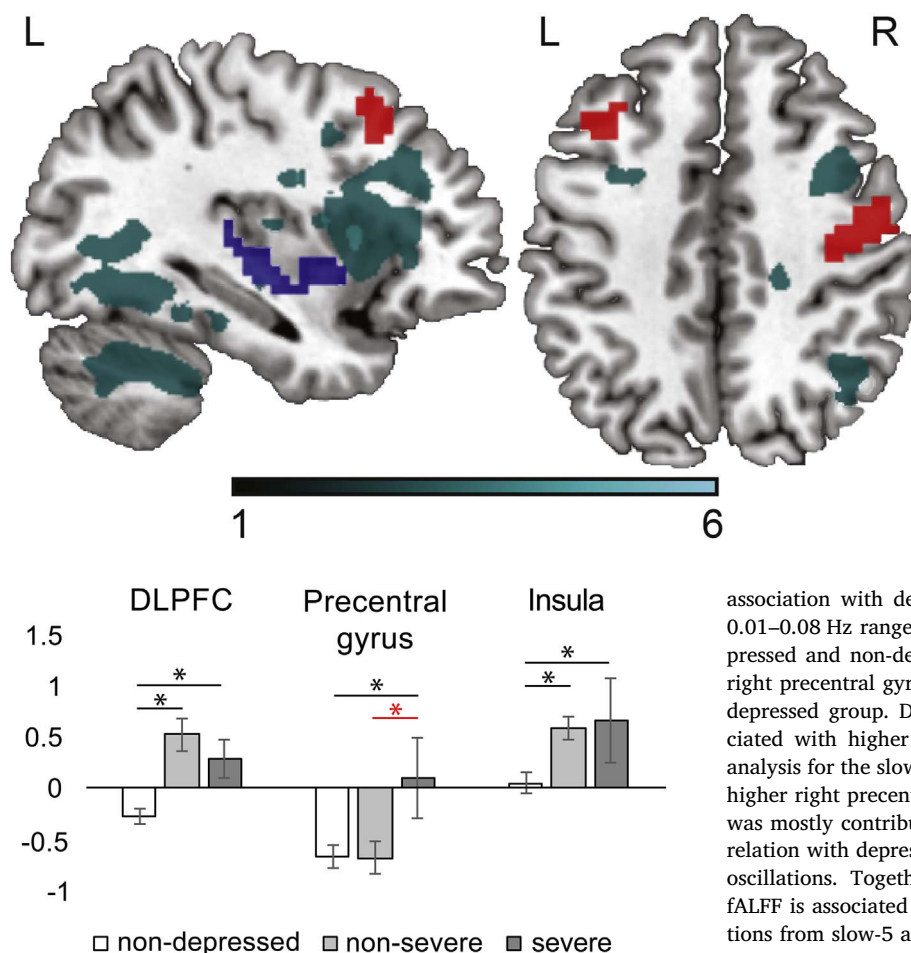 L
L
R
1
6
DLPFC
Precentral
gyrus
Insula
1.5
1
0.5
0
-0.5
-1
*
*
*
*
*
*
non-depressed
non-severe
severe
association with de
0.01–0.08 Hz range
pressed and non-de
right precentral gyr
depressed group. D
ciated with higher
analysis for the slow
higher right precent
was mostly contribu
relation with depres
oscillations. Togeth
fALFF is associated
tions from slow-5 a